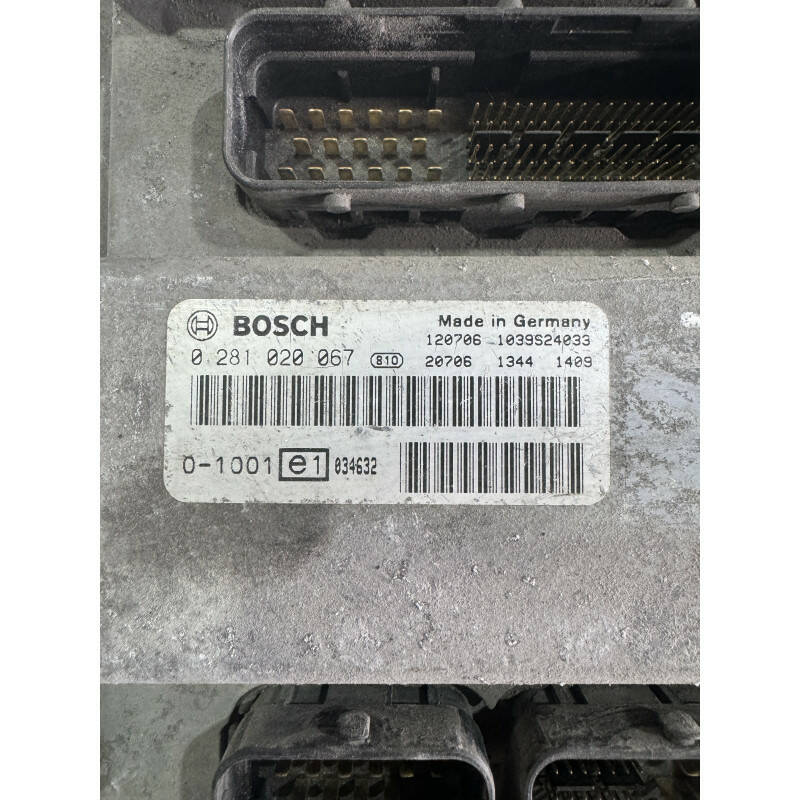 BOSCH
Made in Germany
120706 1039S24033
0 281 020 067 810 20706 1344 1409
0-1001 e1 034632